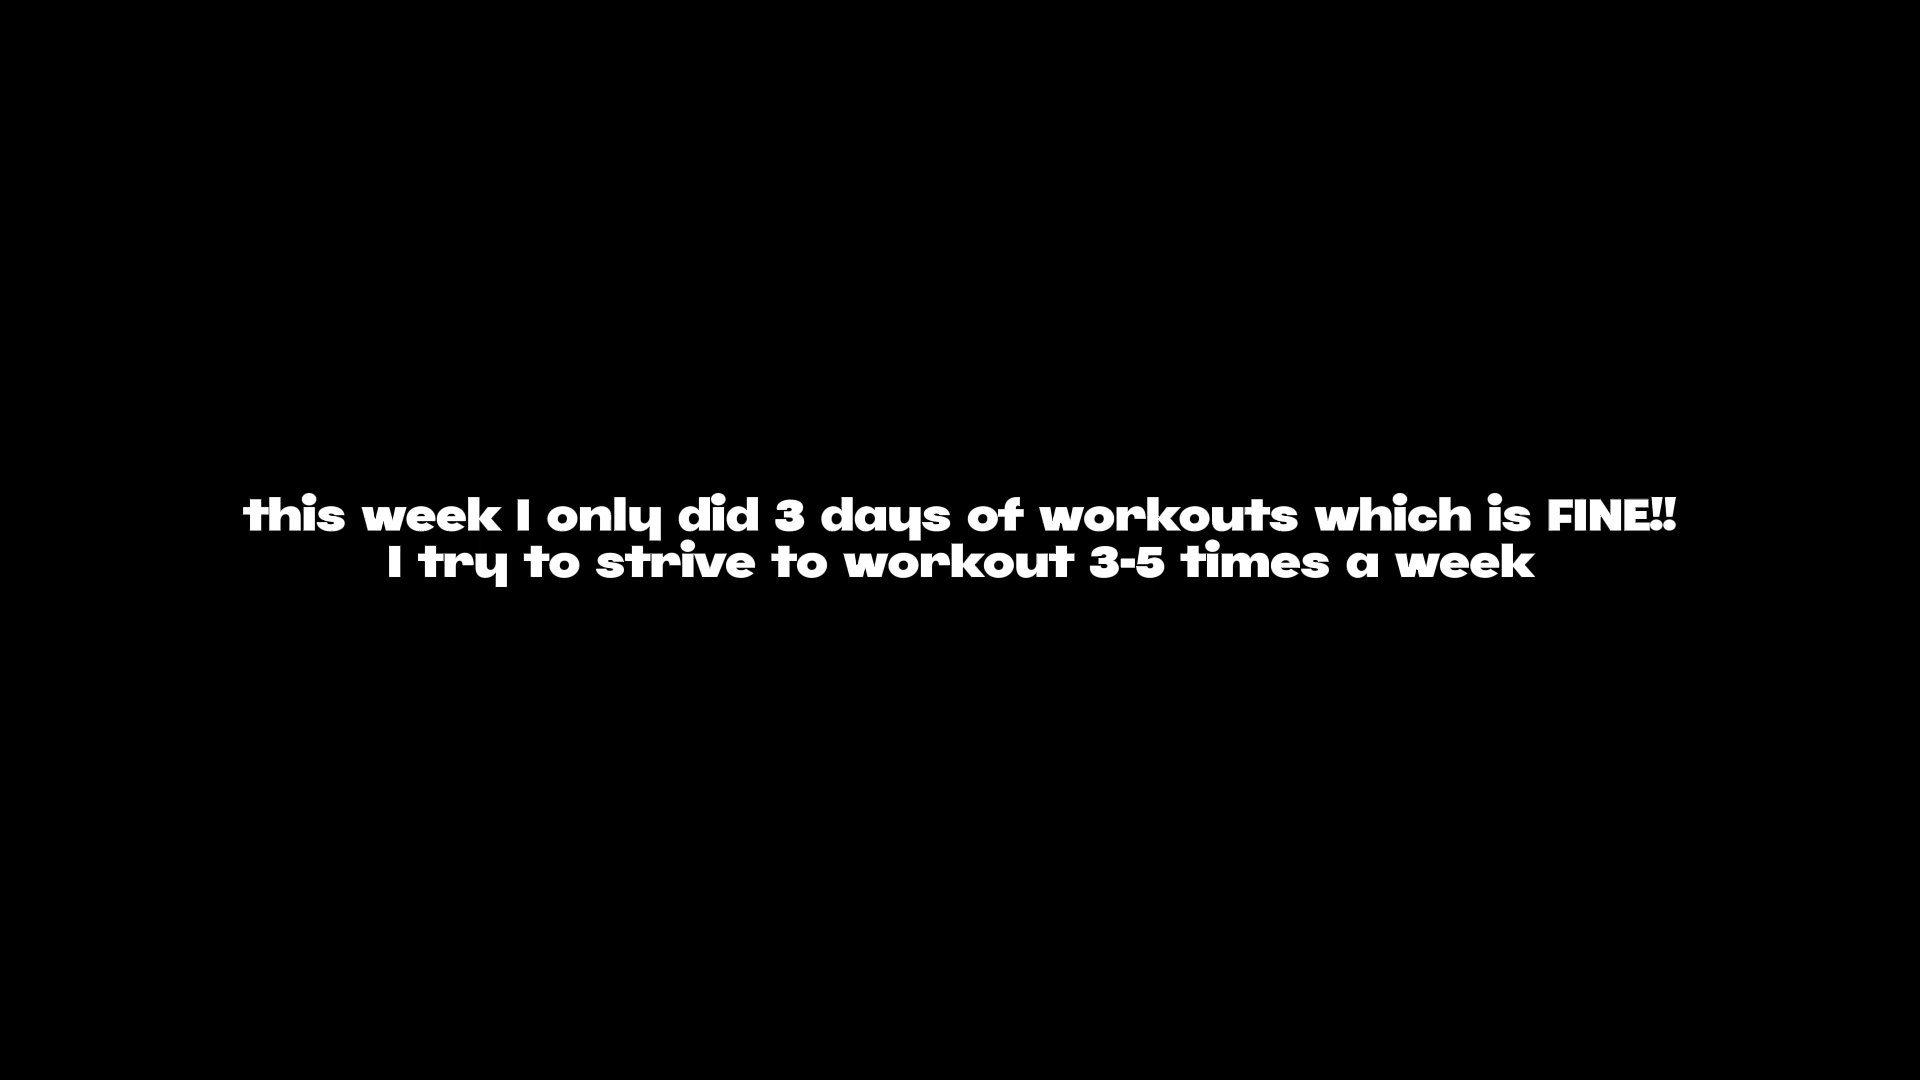 this week I only did 3 days of workouts which is FINE!!
I try to strive to workout 3-5 times a week